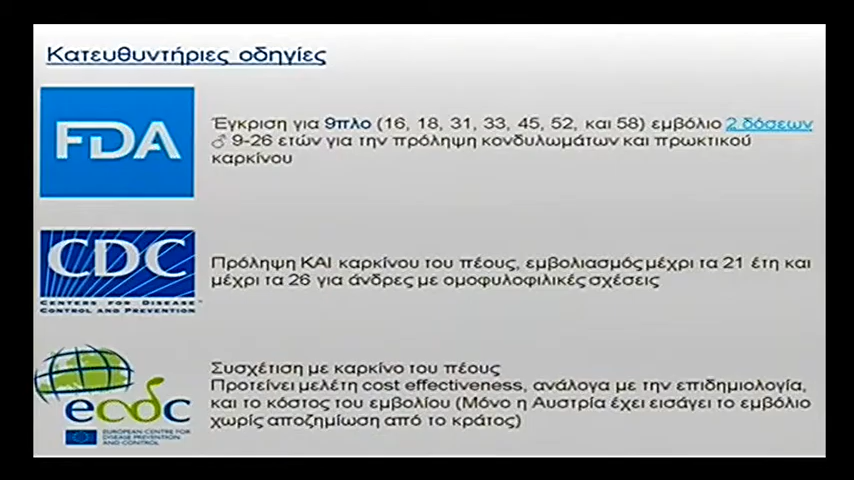 Κατευθυντήριες οδηγίες
FDA
Έγκριση για 9πλο (16, 18, 31, 33, 45, 52, και 58) εμβόλιο 2 δόσεων
♂ 9-26 ετών για την πρόληψη κονδυλωμάτων και πρωκτικού
καρκίνου
CDC
CENTERS FOR DISEASE
CONTROL AND PREVENTION
Πρόληψη ΚΑΙ καρκίνου του πέους, εμβολιασμός μέχρι τα 21 έτη και
μέχρι τα 26 για άνδρες με ομοφυλοφιλικές σχέσεις
ecdc
EUROPEAN CENTRE FOR
DISEASE PREVENTION
AND CONTROL
Συσχέτιση με καρκίνο του πέους
Προτείνει μελέτη cost effectiveness, ανάλογα με την επιδημιολογία,
και το κόστος του εμβολίου (Μόνο η Αυστρία έχει εισάγει το εμβόλιο
χωρίς αποζημίωση από το κράτος)